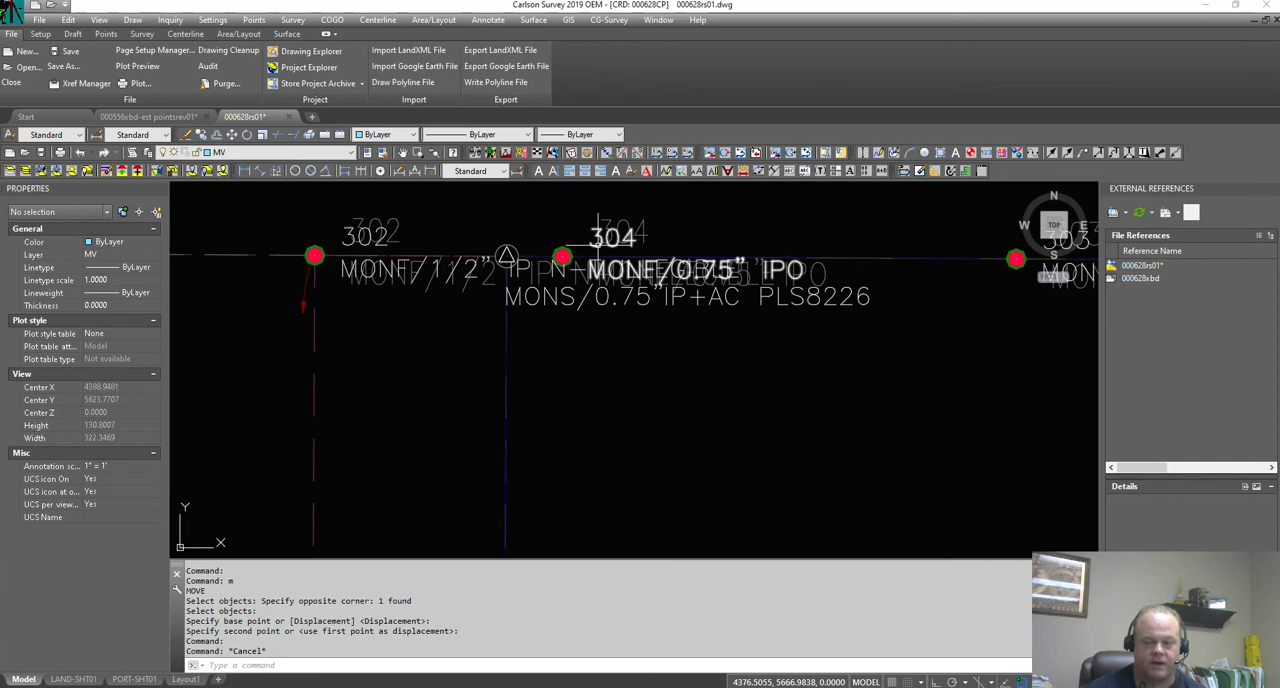 Carlson Survey 2019 OEM - [CRD: 000628CP] 000628rs01.dwg
File Edit View Draw Inquiry Settings Points Survey COGO Centerline Area/Layout Annotate Surface GIS CG-Survey Window Help
File Setup Draft Points Survey Centerline Area/Layout Surface
New... Save Page Setup Manager... Drawing Cleanup Drawing Explorer Import LandXML File Export LandXML File
Open... Save As... Plot Preview Audit Project Explorer Import Google Earth File Export Google Earth File
Close Xref Manager Plot... Purge... Store Project Archive Draw Polyline File Write Polyline File
File Project Import Export
Start 000556xbd-est pointsrev01* 000628rs01*
Standard Standard ByLayer ByLayer ByLayer
MV
Standard
PROPERTIES
No selection
General
Color ByLayer
Layer MV
Linetype ByLayer
Linetype scale 1.0000
Lineweight ByLayer
Thickness 0.0000
Plot style
Plot style table None
Plot table att... Model
Plot table type Not available
View
Center X 4388.9481
Center Y 5623.7707
Center Z 0.0000
Height 130.8007
Width 322.3469
Misc
Annotation sc... 1" = 1'
UCS icon On Yes
UCS icon at o... Yes
UCS per view... Yes
UCS Name
302 302 304 304 303
MONF/1/2" IP MONF/0.75" IPO
MONS/0.75"IP+AC PLS8226
N
W TOP
S
Y
X
EXTERNAL REFERENCES
File References
Reference Name
000628rs01*
000628xbd
Details
Command:
Command: m
MOVE
Select objects: Specify opposite corner: 1 found
Select objects:
Specify base point or [Displacement] <Displacement>:
Specify second point or <use first point as displacement>:
Command:
Command: *Cancel*
Type a command
Model LAND-SHT01 PORT-SHT01 Layout1 +
4376.5055, 5666.9838, 0.0000 MODEL